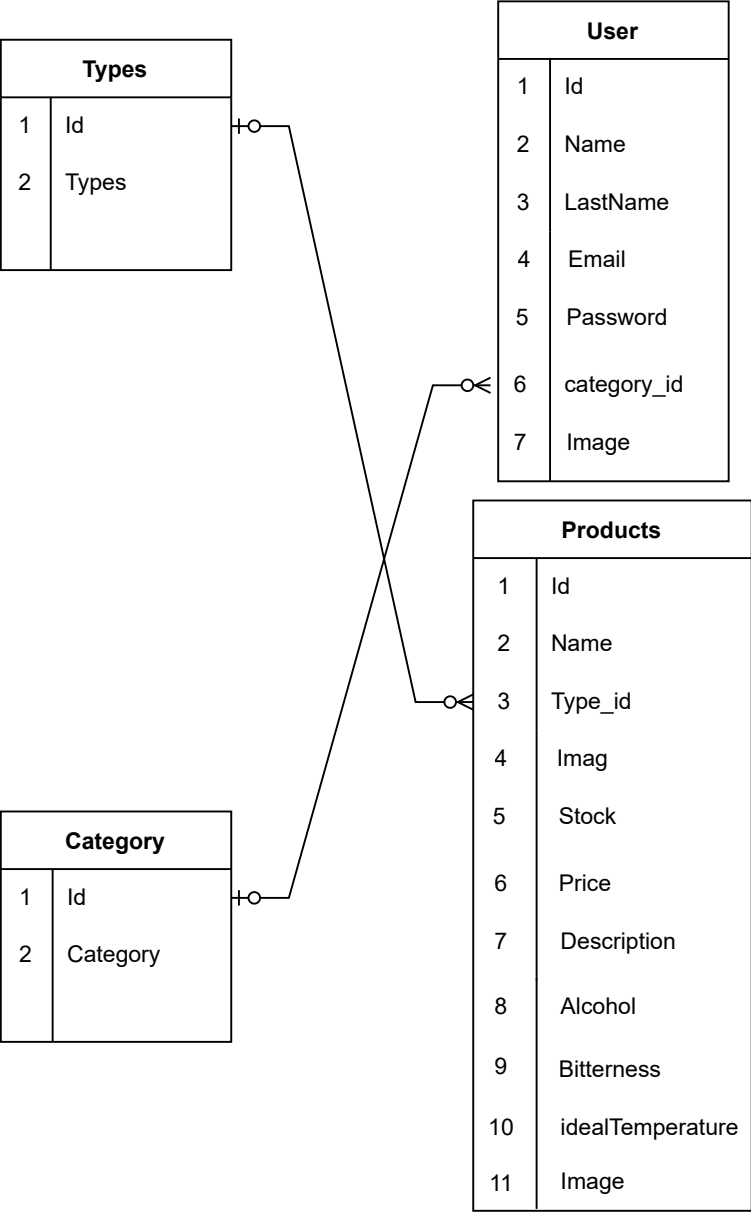 Types
1 Id
2 Types
User
1 Id
2 Name
3 LastName
4 Email
5 Password
6 category_id
7 Image
Category
1 Id
2 Category
Products
1 Id
2 Name
3 Type_id
4 Imag
5 Stock
6 Price
7 Description
8 Alcohol
9 Bitterness
10 idealTemperature
11 Image